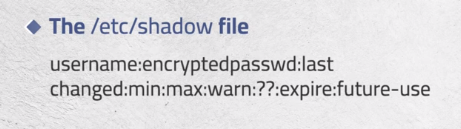 The /etc/shadow file
username:encryptedpasswd:last
changed:min:max:warn:??:expire:future-use